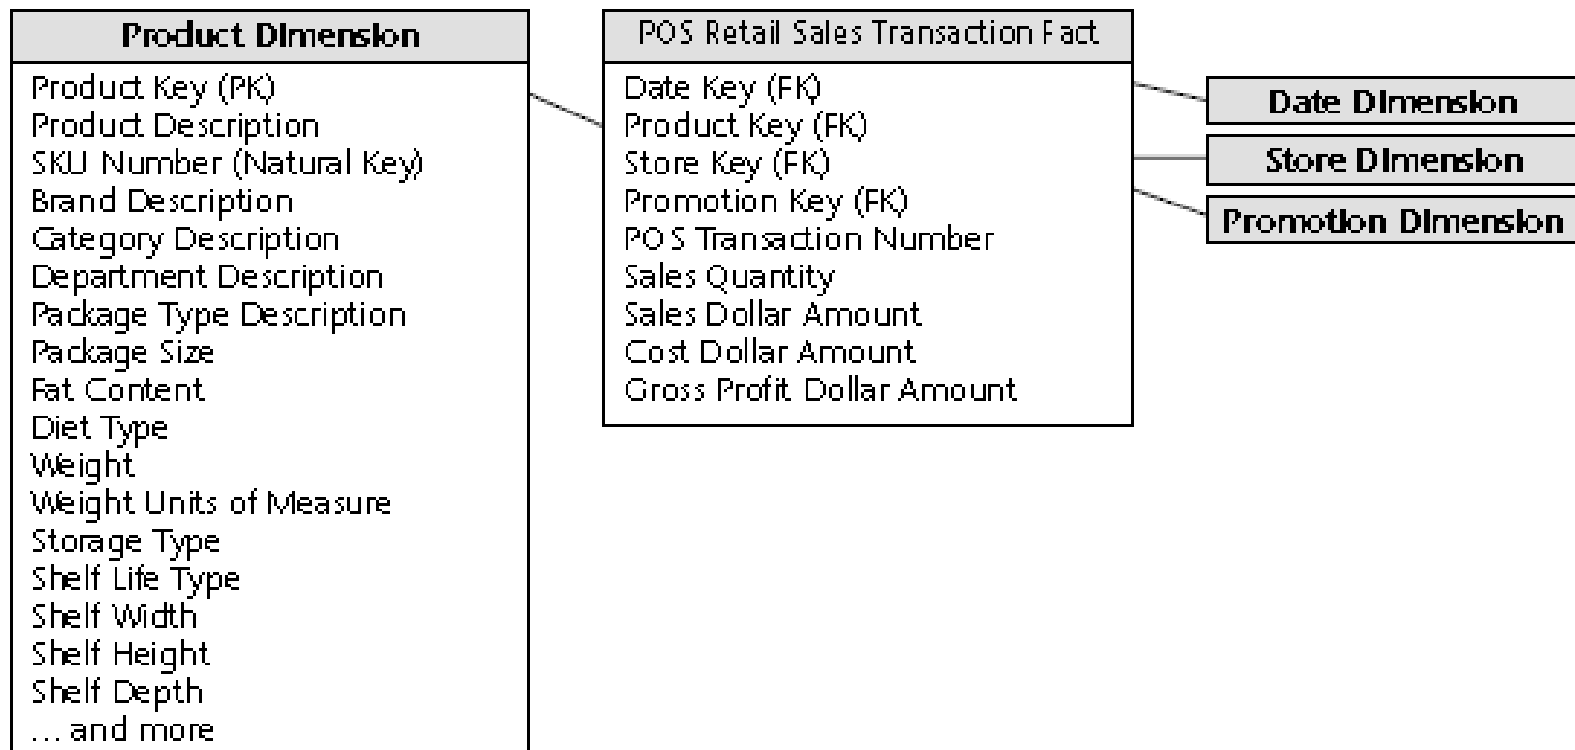 Product Dimension
Product Key (PK)
Product Description
SKU Number (Natural Key)
Brand Description
Category Description
Department Description
Package Type Description
Package Size
Fat Content
Diet Type
Weight
Weight Units of Measure
Storage Type
Shelf Life Type
Shelf Width
Shelf Height
Shelf Depth
... and more
POS Retail Sales Transaction Fact
Date Key (FK)
Product Key (FK)
Store Key (FK)
Promotion Key (FK)
POS Transaction Number
Sales Quantity
Sales Dollar Amount
Cost Dollar Amount
Gross Profit Dollar Amount
Date Dimension
Store Dimension
Promotion Dimension